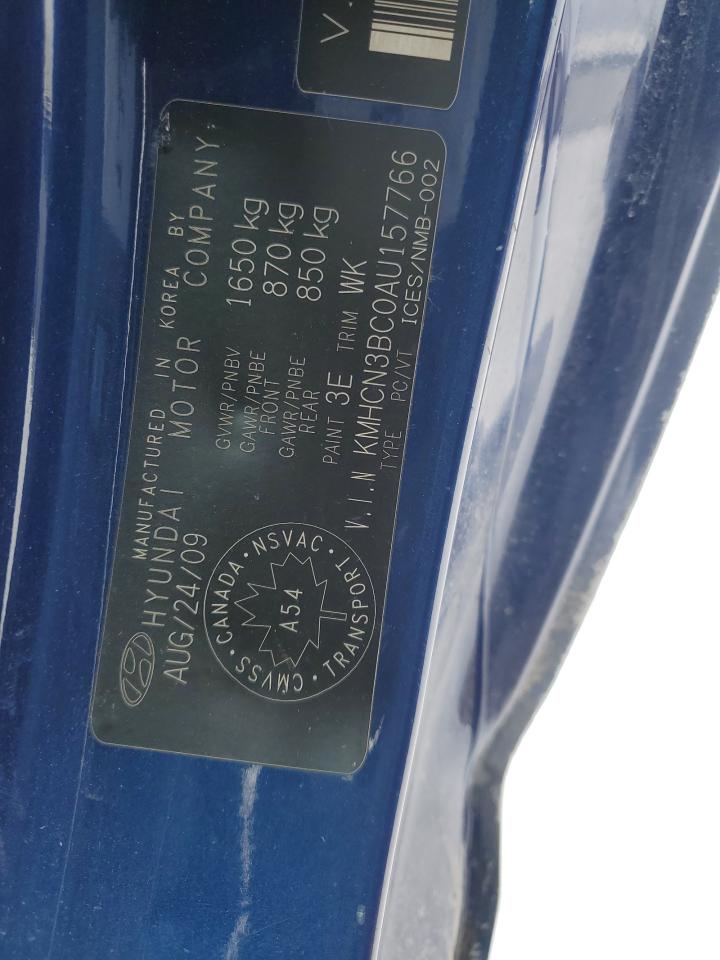 MANUFACTURED IN KOREA BY
HYUNDAI MOTOR COMPANY
AUG/24/09
GVWR/PNBV 1650 kg
GAWR/PNBE FRONT 870 kg
GAWR/PNBE REAR 850 kg
PAINT 3E TRIM WK
V.I.N KMHCN3BC0AU157766
TYPE PC/VT ICES/NMB-002
CANADA · NSVAC · TRANSPORT · CMVSS ·
A54
V.